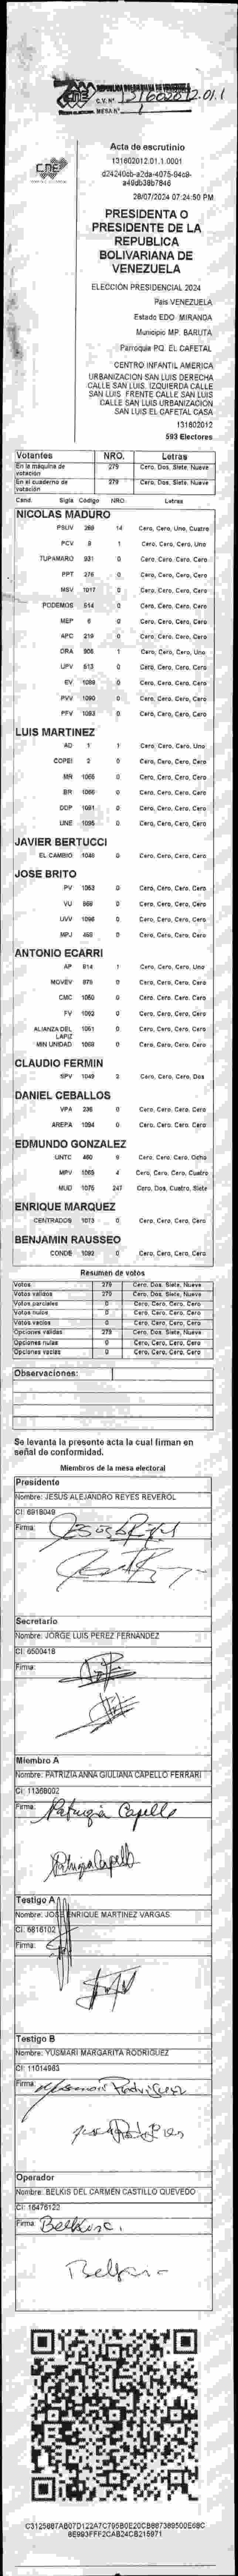 REPUBLICA BOLIVARIANA DE VENEZUELA
CNE
C.V. N° 131602012.01.1
MESA N° 1
CNE
Acta de escrutinio
131602012.01.1.0001
28/07/2024 07:24:50 PM
PRESIDENTA O
PRESIDENTE DE LA
REPUBLICA
BOLIVARIANA DE
VENEZUELA
ELECCIÓN PRESIDENCIAL 2024
País VENEZUELA
Estado EDO. MIRANDA
Municipio MP. BARUTA
Parroquia PQ. EL CAFETAL
CENTRO INFANTIL AMERICA
URBANIZACION SAN LUIS DERECHA
CALLE SAN LUIS. IZQUIERDA CALLE
SAN LUIS. FRENTE CALLE SAN LUIS
CALLE SAN LUIS URBANIZACION
SAN LUIS EL CAFETAL CASA
131602012
593 Electores
Votantes NRO. Letras
En la máquina de votación 279 Cero, Dos, Siete, Nueve
En el cuaderno de votación 279 Cero, Dos, Siete, Nueve
Cand. Sigla Código NRO. Letras
NICOLAS MADURO
PSUV 269 14 Cero, Cero, Uno, Cuatro
PCV 8 1 Cero, Cero, Cero, Uno
TUPAMARO 931 0 Cero, Cero, Cero, Cero
PPT 276 0 Cero, Cero, Cero, Cero
MSV 1017 0 Cero, Cero, Cero, Cero
PODEMOS 514 0 Cero, Cero, Cero, Cero
MEP 6 0 Cero, Cero, Cero, Cero
APC 219 0 Cero, Cero, Cero, Cero
ORA 906 1 Cero, Cero, Cero, Uno
UPV 513 0 Cero, Cero, Cero, Cero
EV 1089 0 Cero, Cero, Cero, Cero
PVV 1090 0 Cero, Cero, Cero, Cero
PFV 1093 0 Cero, Cero, Cero, Cero
LUIS MARTINEZ
AD 1 1 Cero, Cero, Cero, Uno
COPEI 2 0 Cero, Cero, Cero, Cero
MR 1065 0 Cero, Cero, Cero, Cero
BR 1066 0 Cero, Cero, Cero, Cero
DDP 1091 0 Cero, Cero, Cero, Cero
UNE 1095 0 Cero, Cero, Cero, Cero
JAVIER BERTUCCI
EL CAMBIO 1048 0 Cero, Cero, Cero, Cero
JOSE BRITO
PV 1053 0 Cero, Cero, Cero, Cero
VU 869 0 Cero, Cero, Cero, Cero
UVV 1096 0 Cero, Cero, Cero, Cero
MPJ 468 0 Cero, Cero, Cero, Cero
ANTONIO ECARRI
AP 814 1 Cero, Cero, Cero, Uno
MOVEV 979 0 Cero, Cero, Cero, Cero
CMC 1050 0 Cero, Cero, Cero, Cero
FV 1052 0 Cero, Cero, Cero, Cero
ALIANZA DEL LAPIZ 1061 0 Cero, Cero, Cero, Cero
MIN UNIDAD 1068 0 Cero, Cero, Cero, Cero
CLAUDIO FERMIN
SPV 1049 2 Cero, Cero, Cero, Dos
DANIEL CEBALLOS
VPA 236 0 Cero, Cero, Cero, Cero
AREPA 1094 0 Cero, Cero, Cero, Cero
EDMUNDO GONZALEZ
UNTC 460 8 Cero, Cero, Cero, Ocho
MPV 1069 4 Cero, Cero, Cero, Cuatro
MUD 1075 247 Cero, Dos, Cuatro, Siete
ENRIQUE MARQUEZ
CENTRADOS 1073 0 Cero, Cero, Cero, Cero
BENJAMIN RAUSSEO
CONDE 1092 0 Cero, Cero, Cero, Cero
Resumen de votos
Votos 279 Cero, Dos, Siete, Nueve
Votos validos 279 Cero, Dos, Siete, Nueve
Votos parciales 0 Cero, Cero, Cero, Cero
Votos nulos 0 Cero, Cero, Cero, Cero
Votos vacios 0 Cero, Cero, Cero, Cero
Opciones validas 279 Cero, Dos, Siete, Nueve
Opciones nulas 0 Cero, Cero, Cero, Cero
Opciones vacias 0 Cero, Cero, Cero, Cero
Observaciones:
Se levanta la presente acta la cual firman en
señal de conformidad.
Miembros de la mesa electoral
Presidente
Nombre: JESUS ALEJANDRO REYES REVEROL
CI: 6918049
Firma:
Secretario
Nombre: JORGE LUIS PEREZ FERNANDEZ
CI: 6500418
Firma:
Miembro A
Nombre: PATRIZIA ANNA GIULIANA CAPELLO FERRARI
CI: 11368002
Firma: Patrizia Capello
Patrizia Capello
Testigo A
Nombre: JOSE ENRIQUE MARTINEZ VARGAS
CI: 6816102
Firma:
Testigo B
Nombre: YUSMARI MARGARITA RODRIGUEZ
CI: 11014983
Firma: Rodriguez
Operador
Nombre: BELKIS DEL CARMEN CASTILLO QUEVEDO
CI: 16476122
Firma: Belkis C.
Belkis